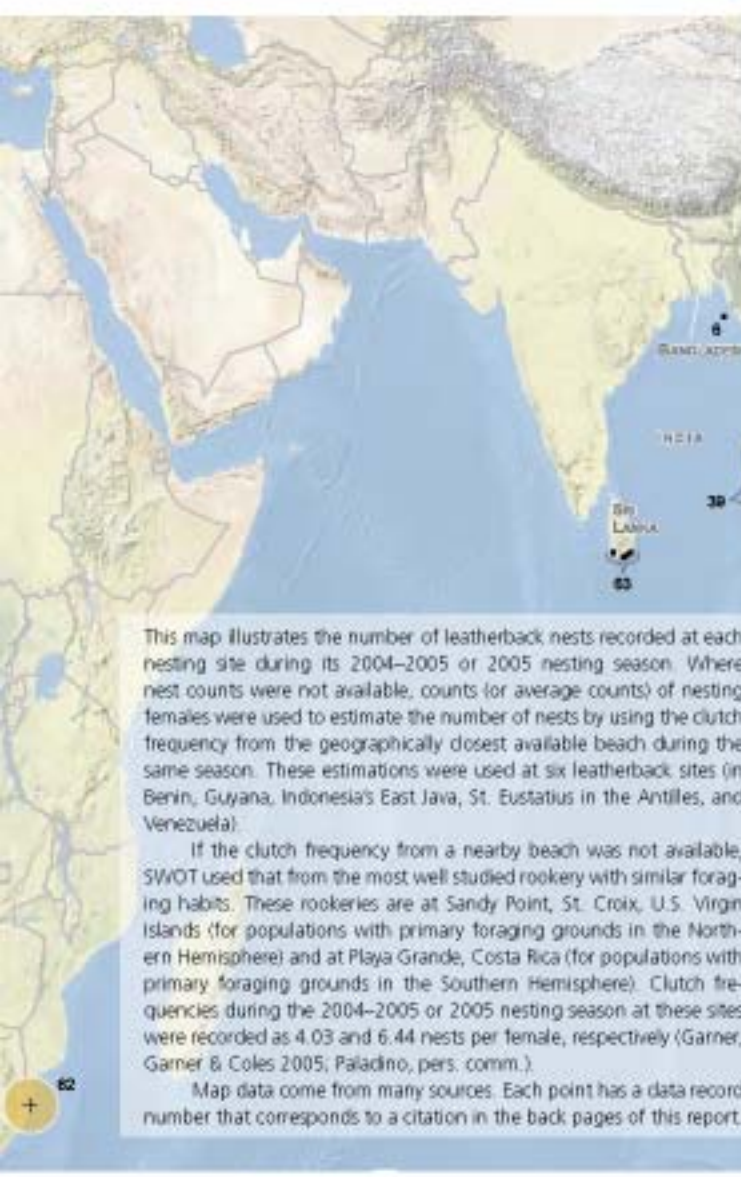 6
BANGLADESH
INDIA
39
SRI
LANKA
63
This map illustrates the number of leatherback nests recorded at each
nesting site during its 2004–2005 or 2005 nesting season. Where
nest counts were not available, counts (or average counts) of nesting
females were used to estimate the number of nests by using the clutch
frequency from the geographically closest available beach during the
same season. These estimations were used at six leatherback sites (in
Benin, Guyana, Indonesia's East Java, St. Eustatius in the Antilles, and
Venezuela).
If the clutch frequency from a nearby beach was not available,
SWOT used that from the most well studied rookery with similar forag-
ing habits. These rookeries are at Sandy Point, St. Croix, U.S. Virgin
Islands (for populations with primary foraging grounds in the North-
ern Hemisphere) and at Playa Grande, Costa Rica (for populations with
primary foraging grounds in the Southern Hemisphere). Clutch fre-
quencies during the 2004–2005 or 2005 nesting season at these sites
were recorded as 4.03 and 6.44 nests per female, respectively (Garner,
Garner & Coles 2005; Paladino, pers. comm.).
Map data come from many sources. Each point has a data record
number that corresponds to a citation in the back pages of this report.
62